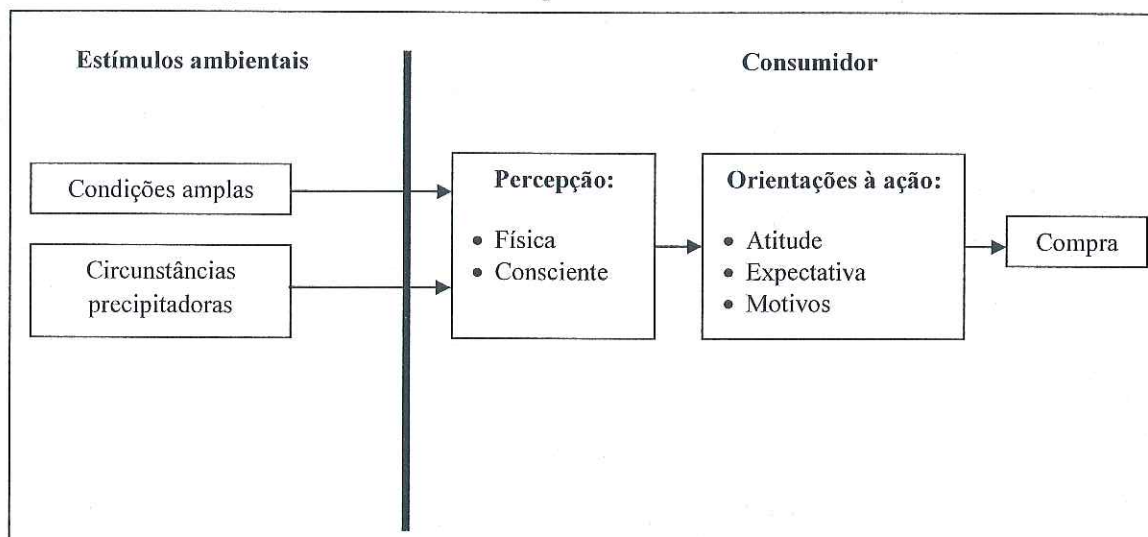 Estímulos ambientais
Consumidor
Condições amplas
Circunstâncias
precipitadoras
Percepção:
• Física
• Consciente
Orientações à ação:
• Atitude
• Expectativa
• Motivos
Compra